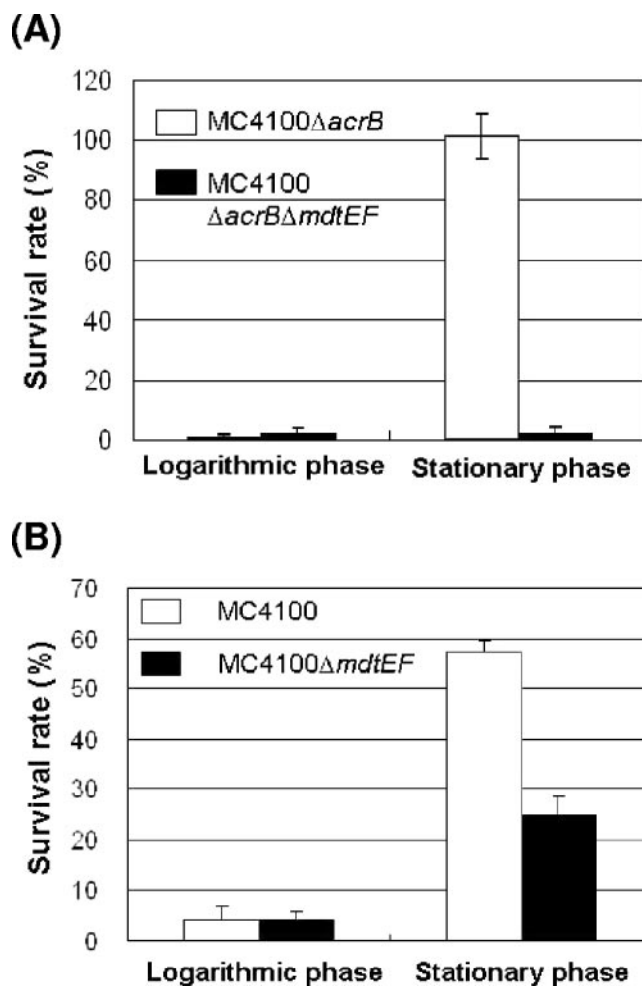 (A)
120
100
80
60
40
20
0
Survival rate (%)
MC4100ΔacrB
MC4100
ΔacrBΔmdtEF
Logarithmic phase
Stationary phase
(B)
70
60
50
40
30
20
10
0
Survival rate (%)
MC4100
MC4100ΔmdtEF
Logarithmic phase
Stationary phase